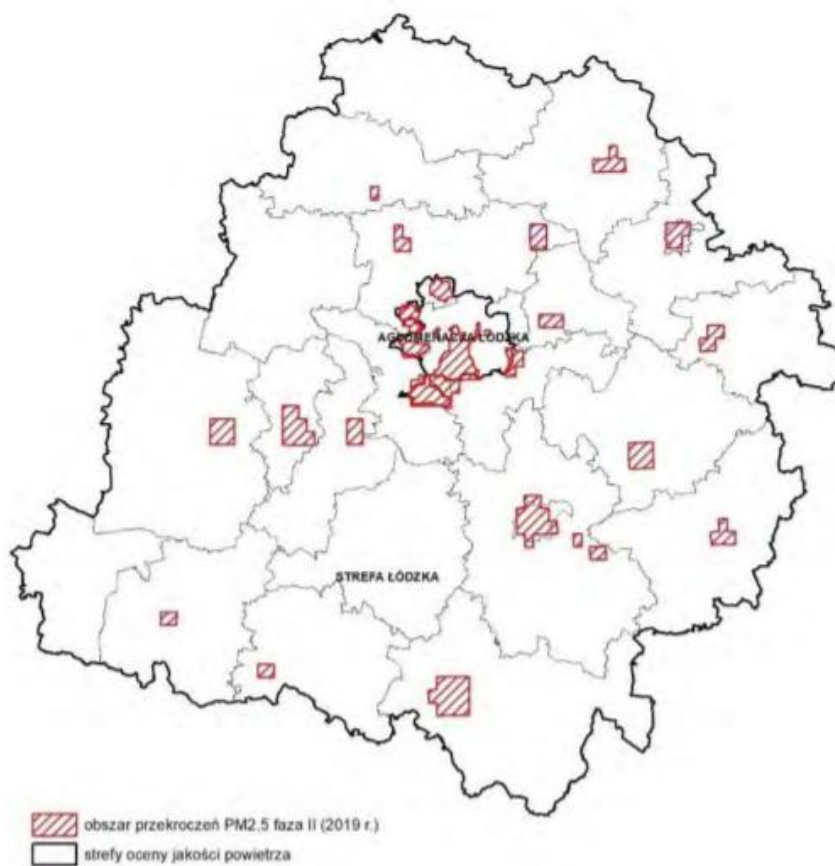 AGLOMERACJA ŁÓDZKA
STREFA ŁÓDZKA
obszar przekroczeń PM2.5 faza II (2019 r.)
strefy oceny jakości powietrza